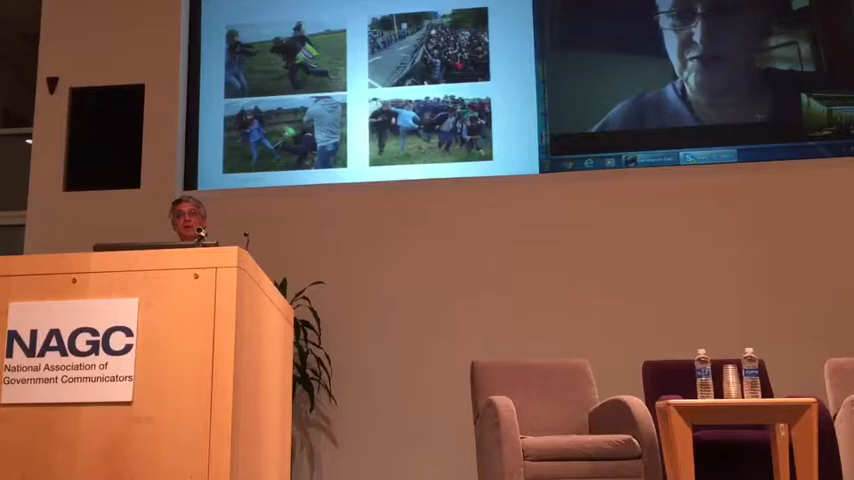 NAGC
National Association of
Government Communicators